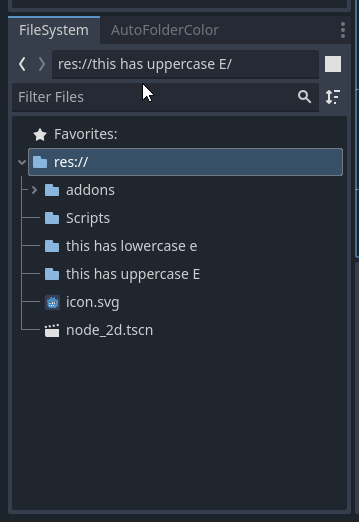 FileSystem AutoFolderColor
res://this has uppercase E/
Filter Files
Favorites:
res://
addons
Scripts
this has lowercase e
this has uppercase E
icon.svg
node_2d.tscn